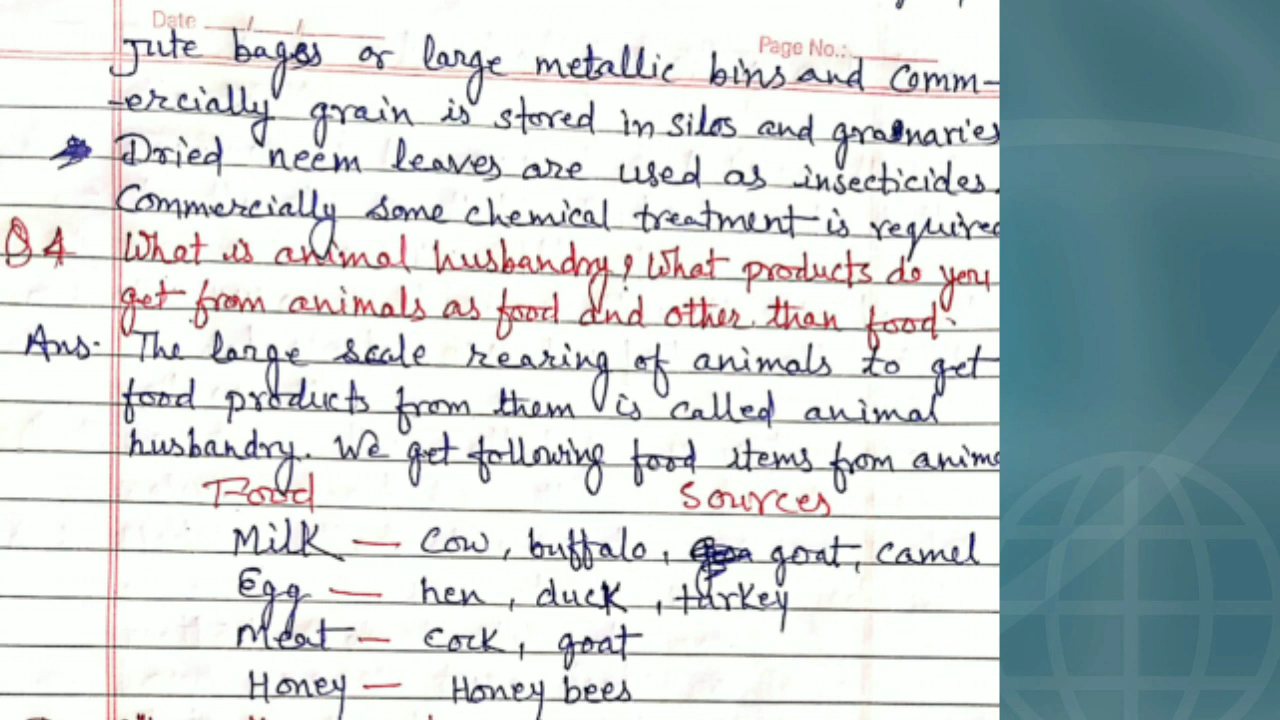 Date / /
Page No.:
Jute bages or large metallic bins and comm-
-ercially grain is stored in silos and granaries
Dried neem leaves are used as insecticides.
Commercially some chemical treatment is required
Q 4 What is animal husbandry? What products do you
get from animals as food and other than food.
Ans. The large scale rearing of animals to get
food products from them is called animal
husbandry. We get following food items from anima
Food Sources
Milk — Cow, buffalo, goat, camel
Egg — hen, duck, turkey
Meat — Cock, goat
Honey — Honey bees